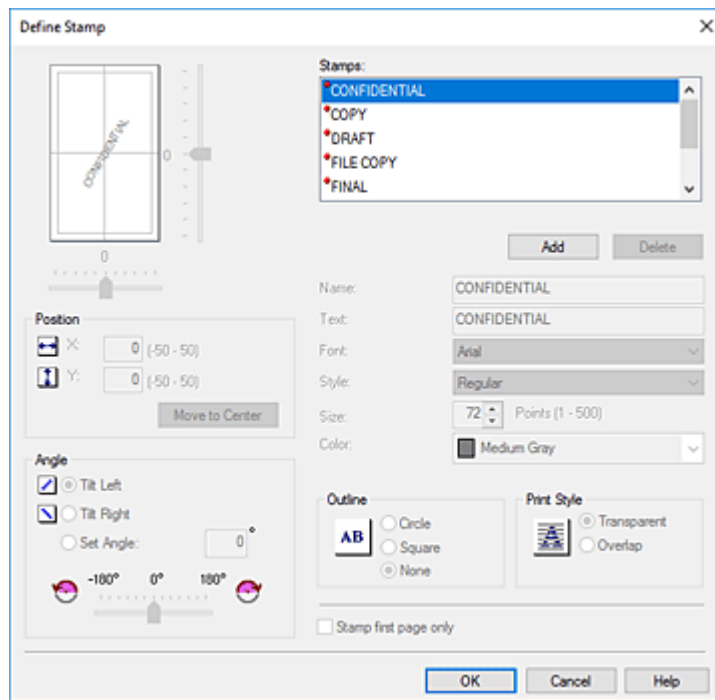 Define Stamp
CONFIDENTIAL
0
0
Position
X: 0 (-50 - 50)
Y: 0 (-50 - 50)
Move to Center
Angle
Tilt Left
Tilt Right
Set Angle: 0 °
-180° 0° 180°
Stamps:
CONFIDENTIAL
COPY
DRAFT
FILE COPY
FINAL
Add Delete
Name: CONFIDENTIAL
Text: CONFIDENTIAL
Font: Arial
Style: Regular
Size: 72 Points (1 - 500)
Color: Medium Gray
Outline
AB
Circle
Square
None
Print Style
A
Transparent
Overlap
Stamp first page only
OK Cancel Help